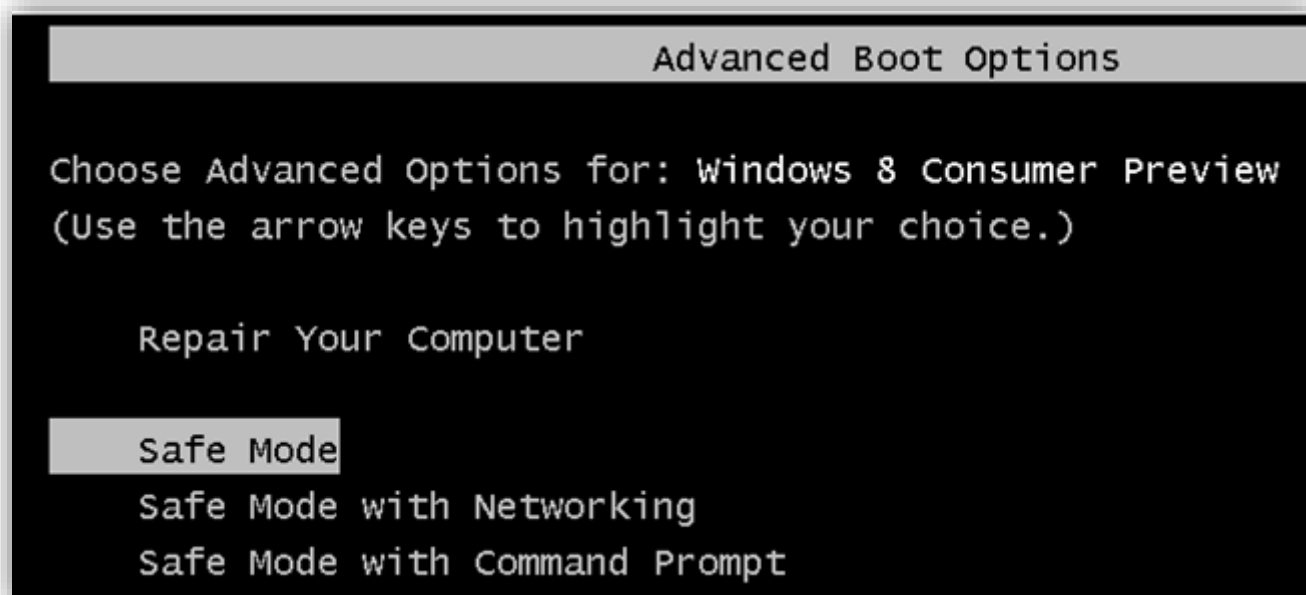 Advanced Boot Options
Choose Advanced Options for: Windows 8 Consumer Preview
(Use the arrow keys to highlight your choice.)
Repair Your Computer
Safe Mode
Safe Mode with Networking
Safe Mode with Command Prompt